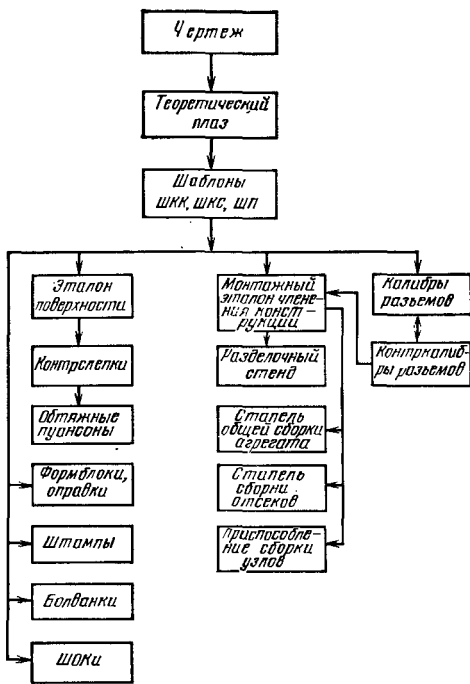 Чертеж
Теоретический
плаз
Шаблоны
ШКК, ШКС, ШП
Эталон
поверхности
Контрслепки
Обтяжные
пуансоны
Формблоки,
оправки
Штампы
Болванки
ШОКи
Монтажный
эталон члене-
ния конст-
рукции
Разделочный
стенд
Стапель
общей сборки
агрегата
Стапель
сборки
отсеков
Приспособле-
ние сборки
узлов
Калибры
разъемов
Контркалиб-
ры разъемов